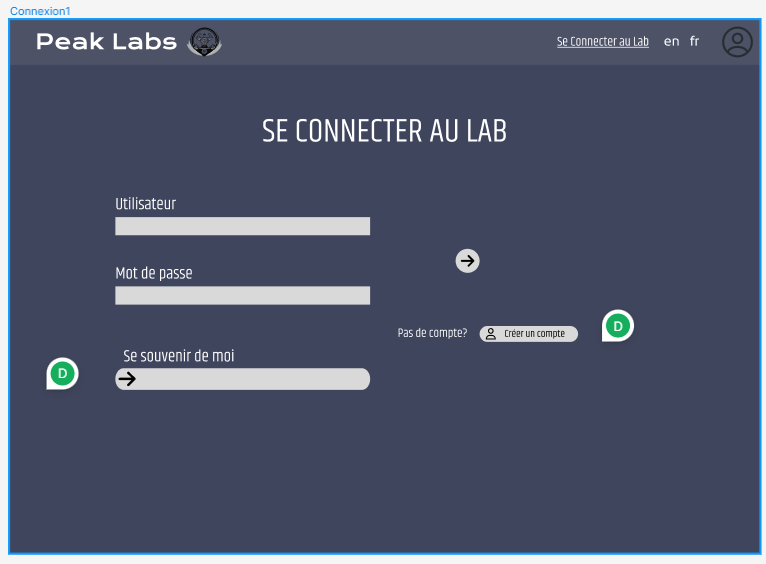 Connexion1
Peak Labs
Se Connecter au Lab
en fr
SE CONNECTER AU LAB
Utilisateur
Mot de passe
Pas de compte?
Créer un compte
D
Se souvenir de moi
D